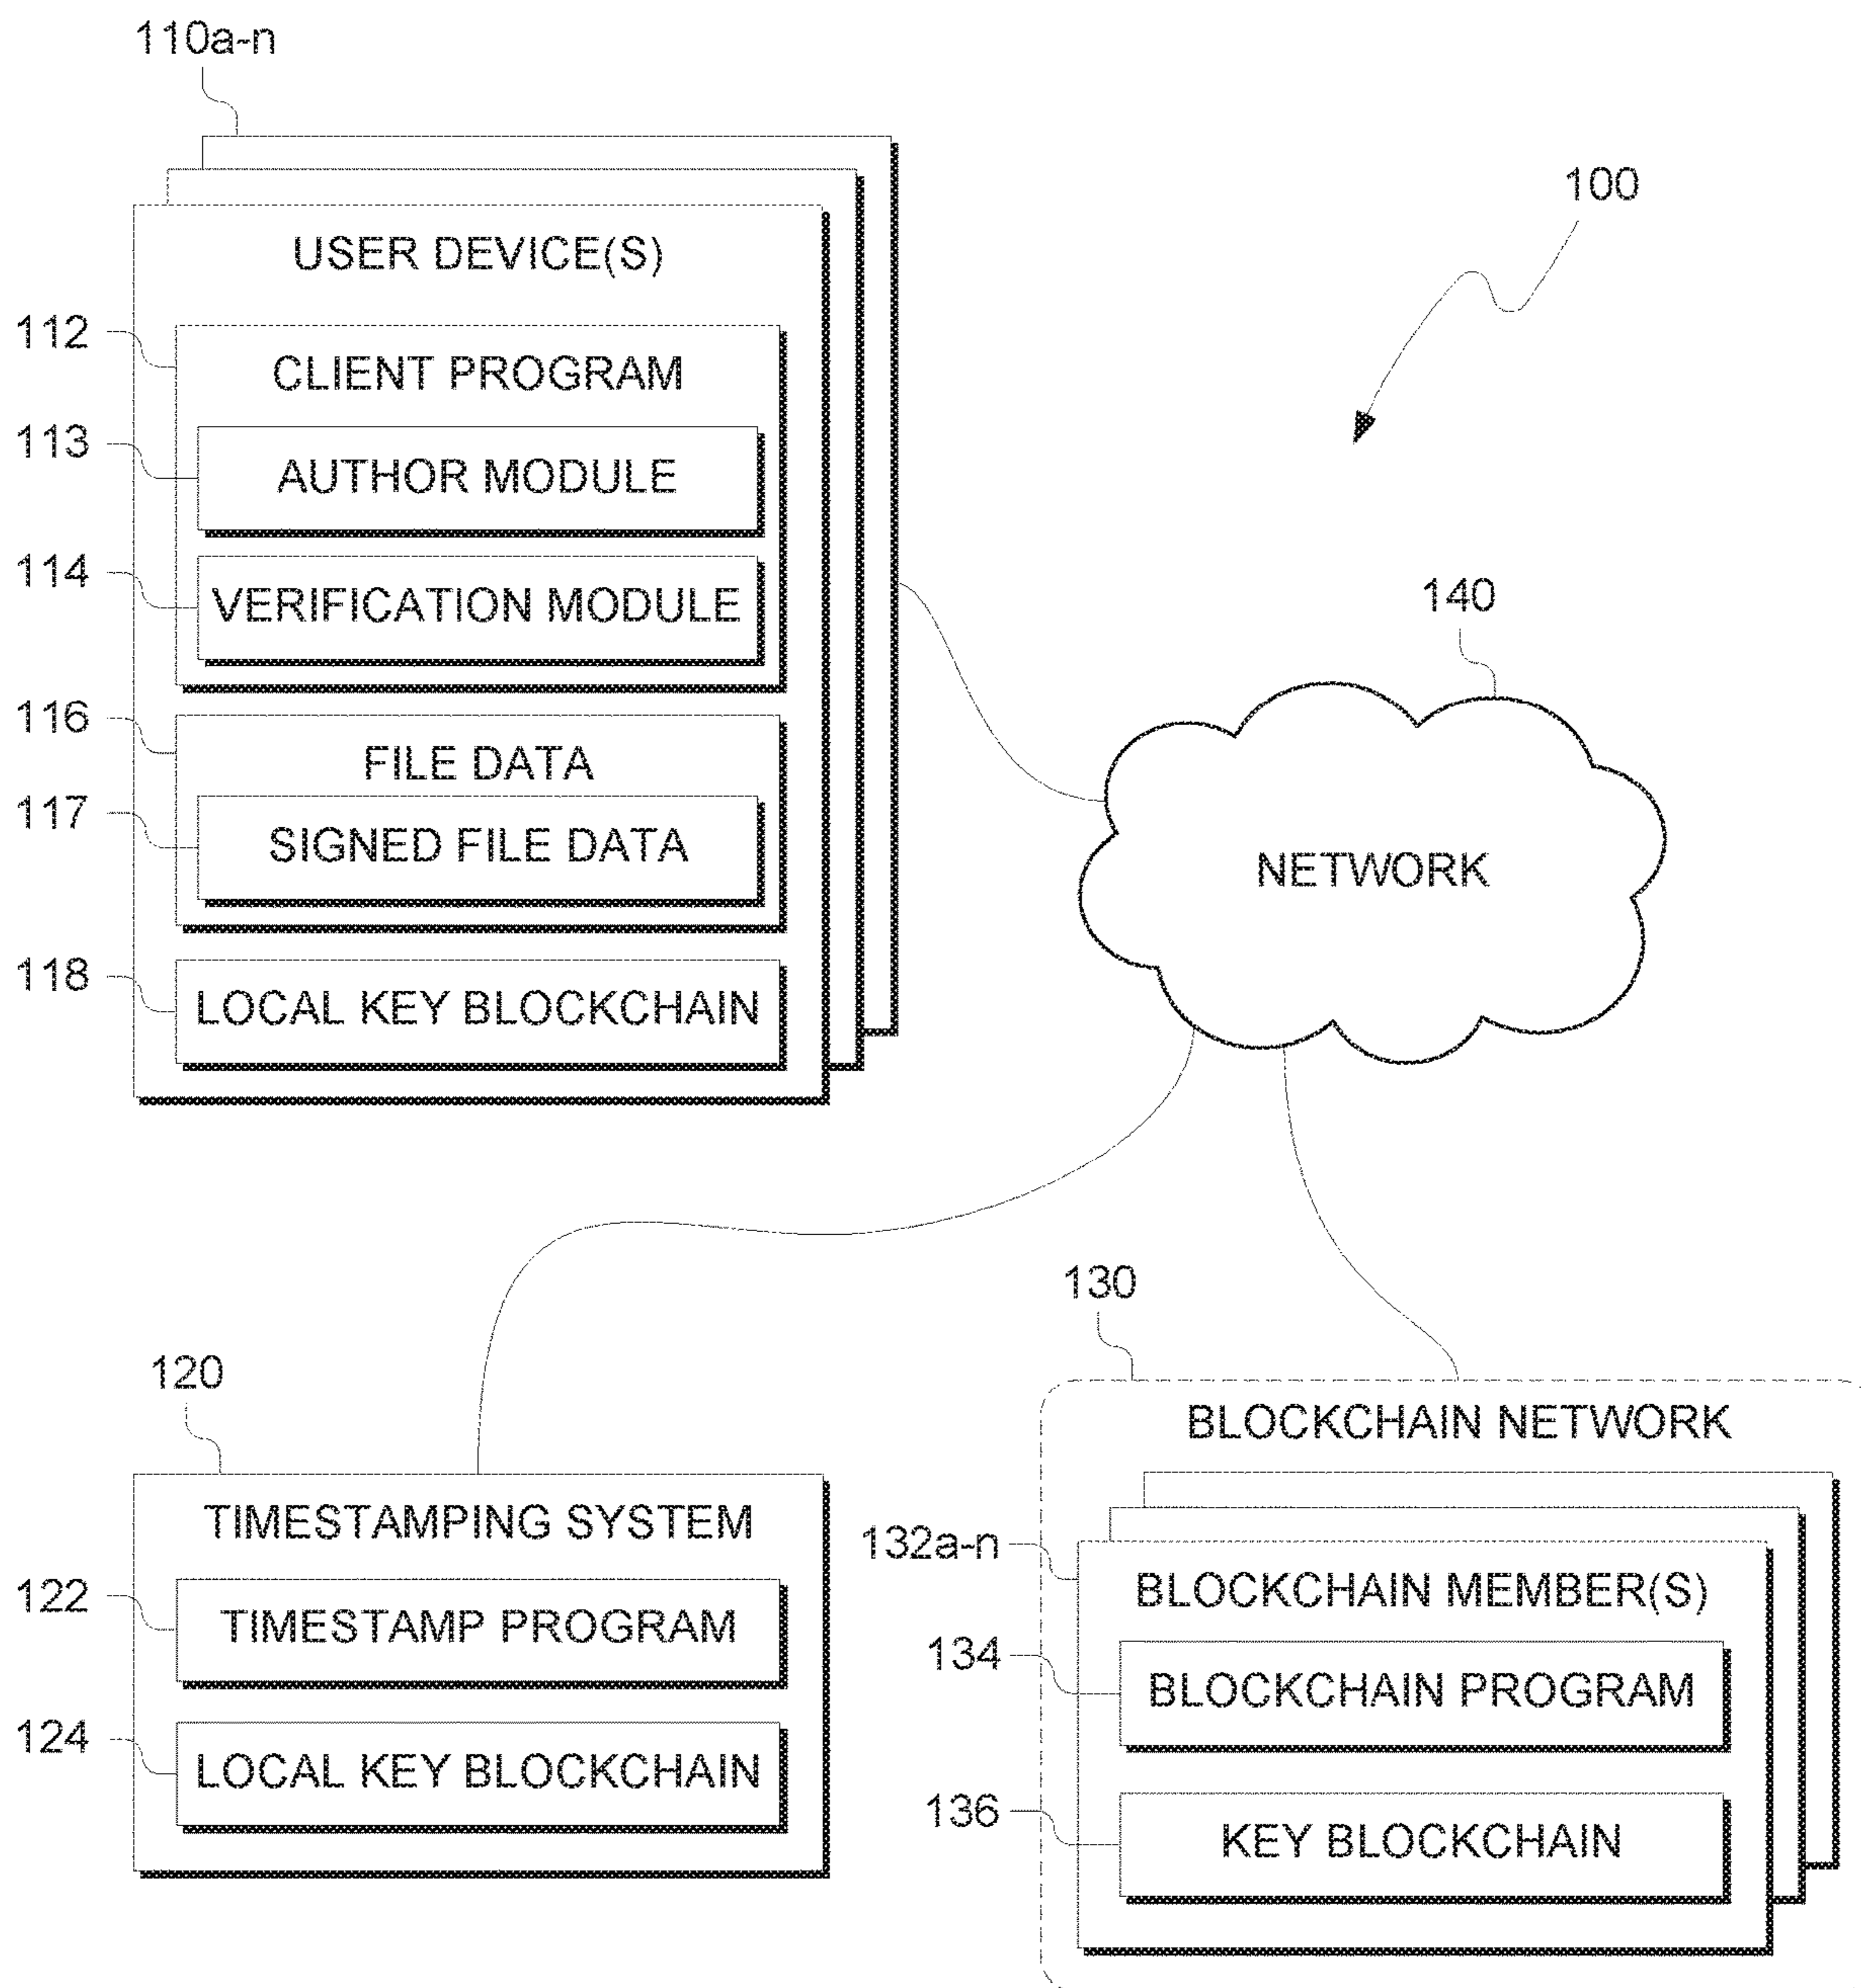 110a-n
100
USER DEVICE(S)
112
CLIENT PROGRAM
113
AUTHOR MODULE
114
VERIFICATION MODULE
140
116
FILE DATA
117
SIGNED FILE DATA
NETWORK
118
LOCAL KEY BLOCKCHAIN
130
120
BLOCKCHAIN NETWORK
TIMESTAMPING SYSTEM
132a-n
BLOCKCHAIN MEMBER(S)
122
TIMESTAMP PROGRAM
134
BLOCKCHAIN PROGRAM
124
LOCAL KEY BLOCKCHAIN
136
KEY BLOCKCHAIN